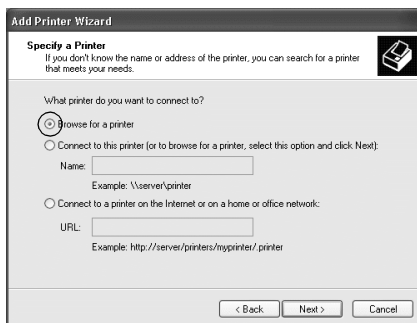 Add Printer Wizard
Specify a Printer
If you don't know the name or address of the printer, you can search for a printer
that meets your needs.
What printer do you want to connect to?
Browse for a printer
Connect to this printer (or to browse for a printer, select this option and click Next):
Name:
Example: \\server\printer
Connect to a printer on the Internet or on a home or office network:
URL:
Example: http://server/printers/myprinter/.printer
< Back Next > Cancel